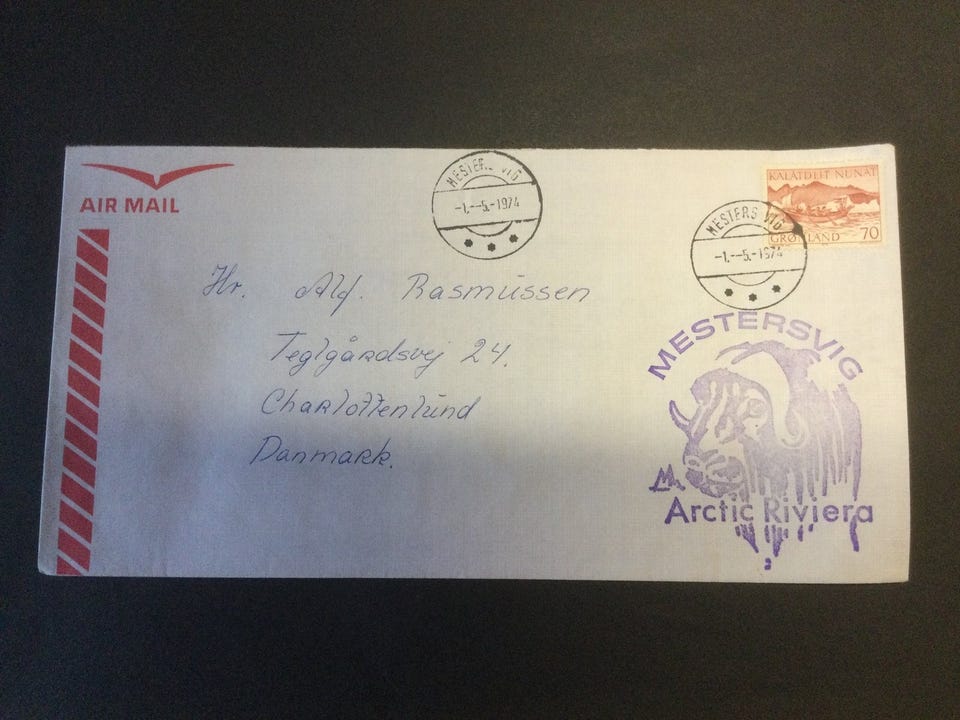 AIR MAIL
MESTERS VIG
-1.--5.-1974
KALATDLIT NUNAT
GRØNLAND 70
MESTERS VIG
-1.--5.-1974
Hr. Alf. Rasmussen
Teglgårdsvej 24.
Charlottenlund
Danmark.
MESTERSVIG
Arctic Riviera